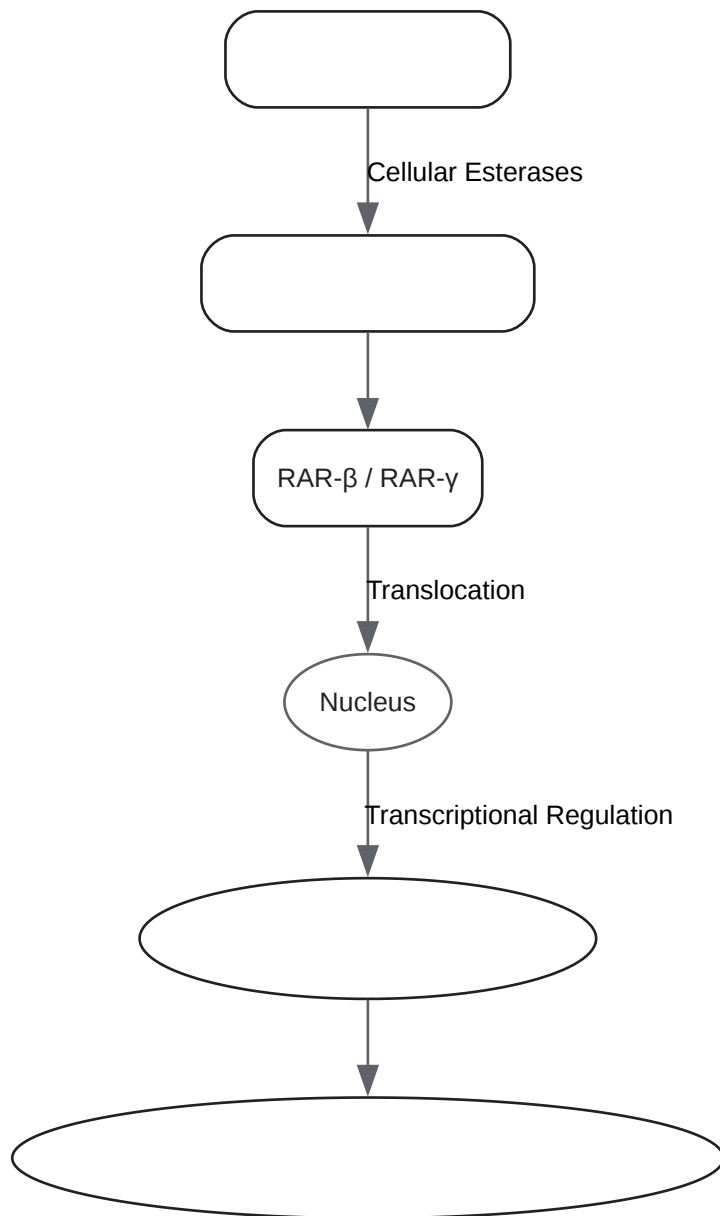 Cellular Esterases
RAR-β / RAR-γ
Translocation
Nucleus
Transcriptional Regulation